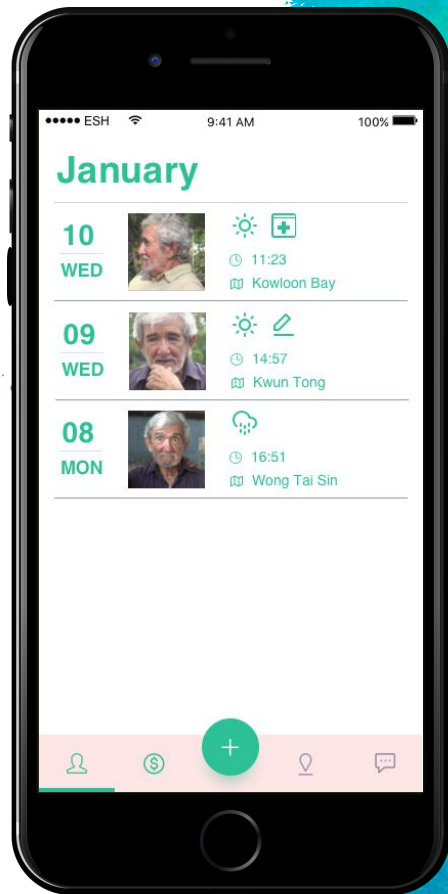 ●●●●● ESH 9:41 AM 100%
January
10
WED
11:23
Kowloon Bay
09
WED
14:57
Kwun Tong
08
MON
16:51
Wong Tai Sin